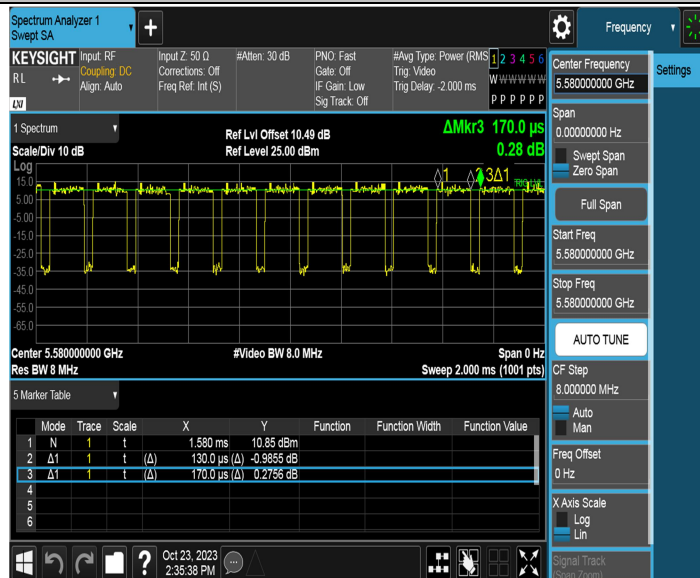 Spectrum Analyzer 1
Swept SA
+
Frequency
KEYSIGHT
RL
LXI
Input: RF
Coupling: DC
Align: Auto
Input Z: 50 Ω
Corrections: Off
Freq Ref: Int (S)
#Atten: 30 dB
PNO: Fast
Gate: Off
IF Gain: Low
Sig Track: Off
#Avg Type: Power (RMS
Trig: Video
Trig Delay: -2.000 ms
1 2 3 4 5 6
W W W W W W
P P P P P P
1 Spectrum
Scale/Div 10 dB
Ref Lvl Offset 10.49 dB
Ref Level 25.00 dBm
ΔMkr3 170.0 µs
0.28 dB
Log
15.0
5.00
-5.00
-15.0
-25.0
-35.0
-45.0
-55.0
-65.0
1
3Δ1
Center 5.580000000 GHz
Res BW 8 MHz
#Video BW 8.0 MHz
Span 0 Hz
Sweep 2.000 ms (1001 pts)
5 Marker Table
Mode Trace Scale X Y Function Function Width Function Value
1 N 1 t 1.580 ms 10.85 dBm
2 Δ1 1 t (Δ) 130.0 µs (Δ) -0.9855 dB
3 Δ1 1 t (Δ) 170.0 µs (Δ) 0.2756 dB
4
5
6
?
Oct 23, 2023
2:35:38 PM
Center Frequency
5.580000000 GHz
Settings
Span
0.00000000 Hz
Swept Span
Zero Span
Full Span
Start Freq
5.580000000 GHz
Stop Freq
5.580000000 GHz
AUTO TUNE
CF Step
8.000000 MHz
Auto
Man
Freq Offset
0 Hz
X Axis Scale
Log
Lin
Signal Track
(Span Zoom)